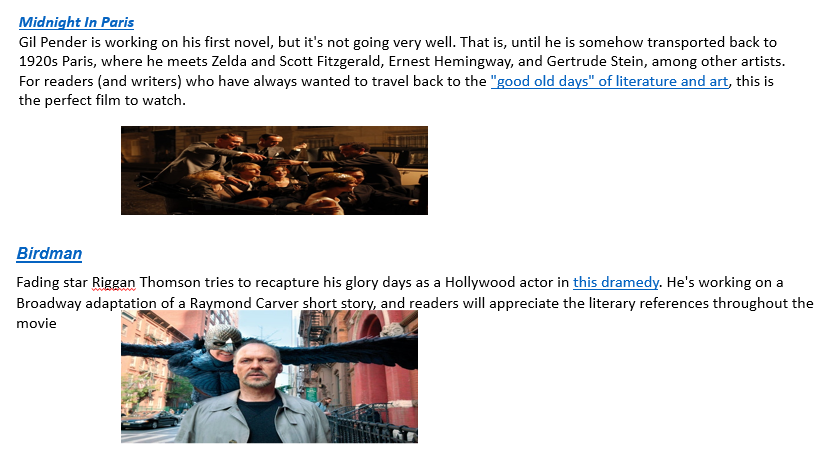 Midnight In Paris
Gil Pender is working on his first novel, but it's not going very well. That is, until he is somehow transported back to
1920s Paris, where he meets Zelda and Scott Fitzgerald, Ernest Hemingway, and Gertrude Stein, among other artists.
For readers (and writers) who have always wanted to travel back to the "good old days" of literature and art, this is
the perfect film to watch.
Birdman
Fading star Riggan Thomson tries to recapture his glory days as a Hollywood actor in this dramedy. He's working on a
Broadway adaptation of a Raymond Carver short story, and readers will appreciate the literary references throughout the
movie